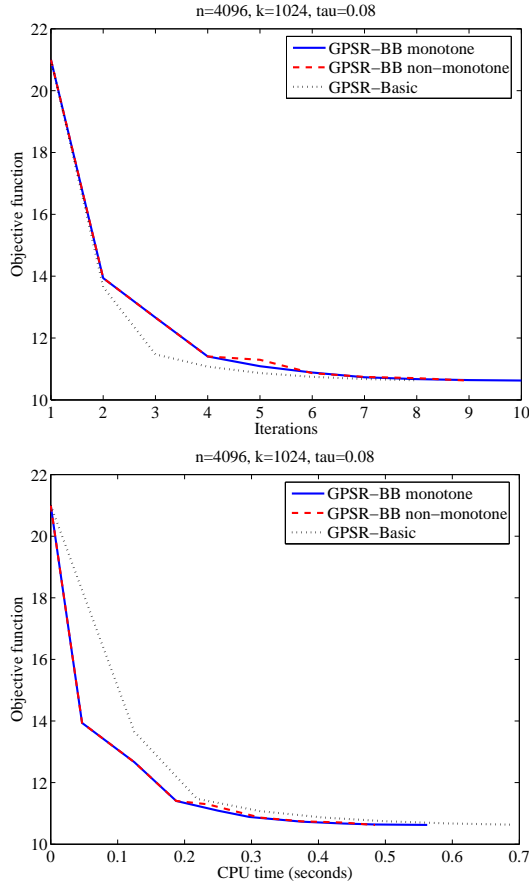 n=4096, k=1024, tau=0.08
22
20
18
16
14
12
10
Objective function
GPSR−BB monotone
GPSR−BB non−monotone
GPSR−Basic
1 2 3 4 5 6 7 8 9 10
Iterations
n=4096, k=1024, tau=0.08
22
20
18
16
14
12
10
Objective function
GPSR−BB monotone
GPSR−BB non−monotone
GPSR−Basic
0 0.1 0.2 0.3 0.4 0.5 0.6 0.7
CPU time (seconds)